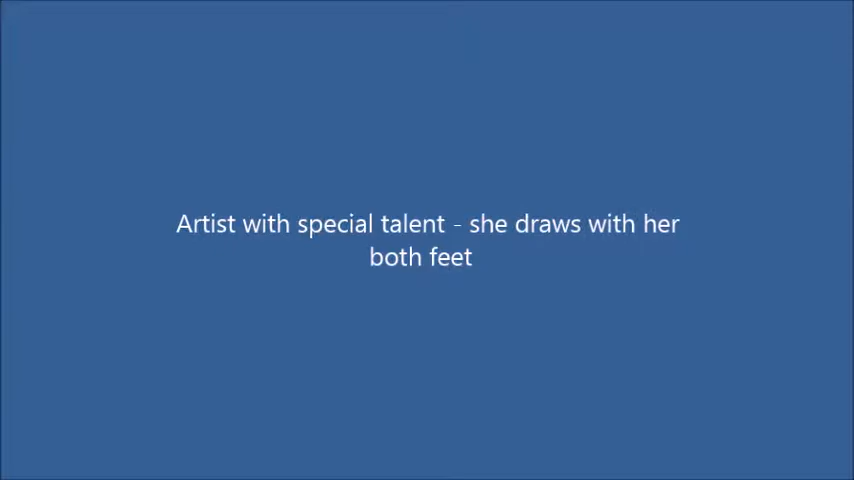 Artist with special talent - she draws with her
both feet